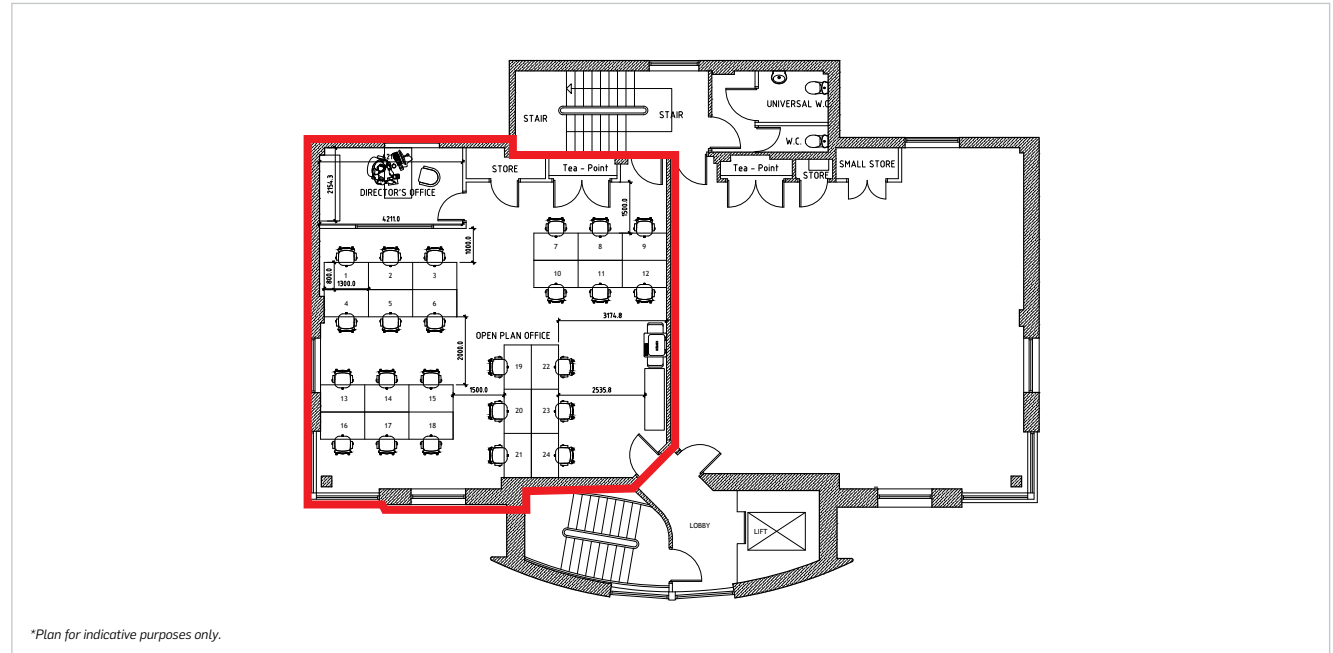 UNIVERSAL W.C
STAIR
STAIR
W.C.
STORE
Tea - Point
Tea - Point
STORE
SMALL STORE
2154.3
DIRECTOR'S OFFICE
4211.0
1500.0
1000.0
7 8 9
10 11 12
800.0
1 2 3
1300.0
4 5 6
3174.8
OPEN PLAN OFFICE
2000.0
19 22
1500.0
2535.8
13 14 15
20 23
16 17 18
21 24
LOBBY
LIFT
*Plan for indicative purposes only.